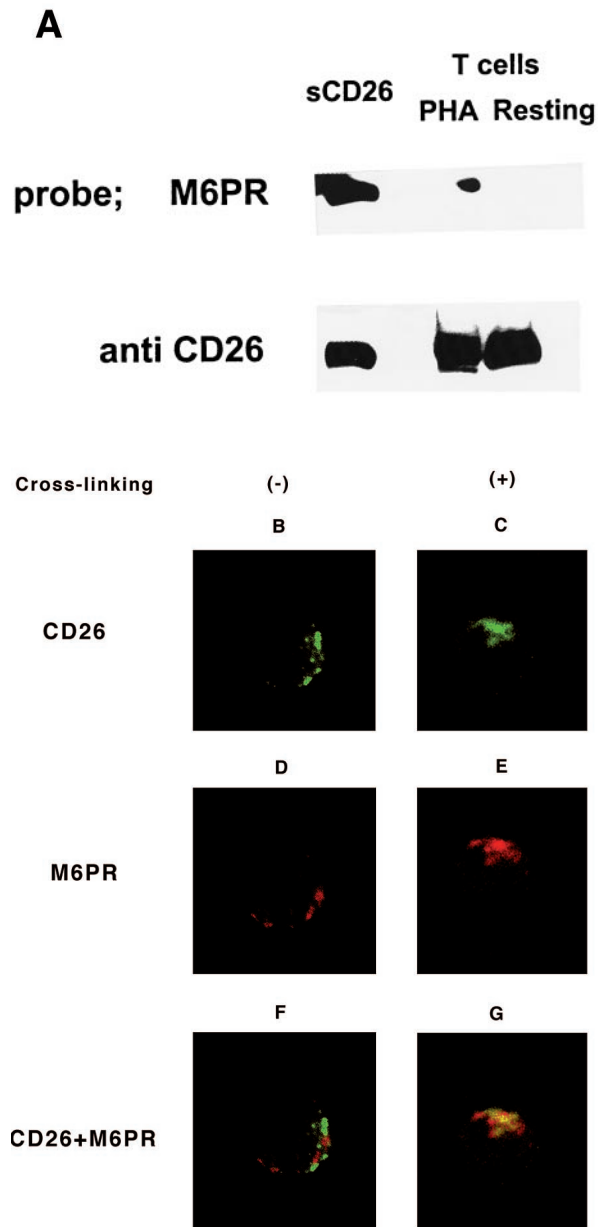 A
T cells
sCD26
PHA Resting
probe; M6PR
anti CD26
Cross-linking (-) (+)
B C
CD26
D E
M6PR
F G
CD26+M6PR